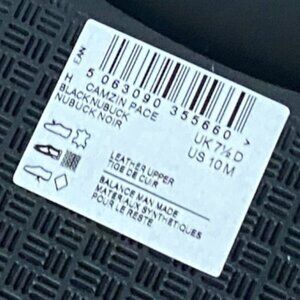 EAN
5 063090 355660 >
H CAMZIN PACE
BLACK NUBUCK
NUBUCK NOIR
UK 7½ D
US 10 M
LEATHER UPPER
TIGE DE CUIR
BALANCE MAN MADE
MATERIAUX SYNTHETIQUES
POUR LE RESTE